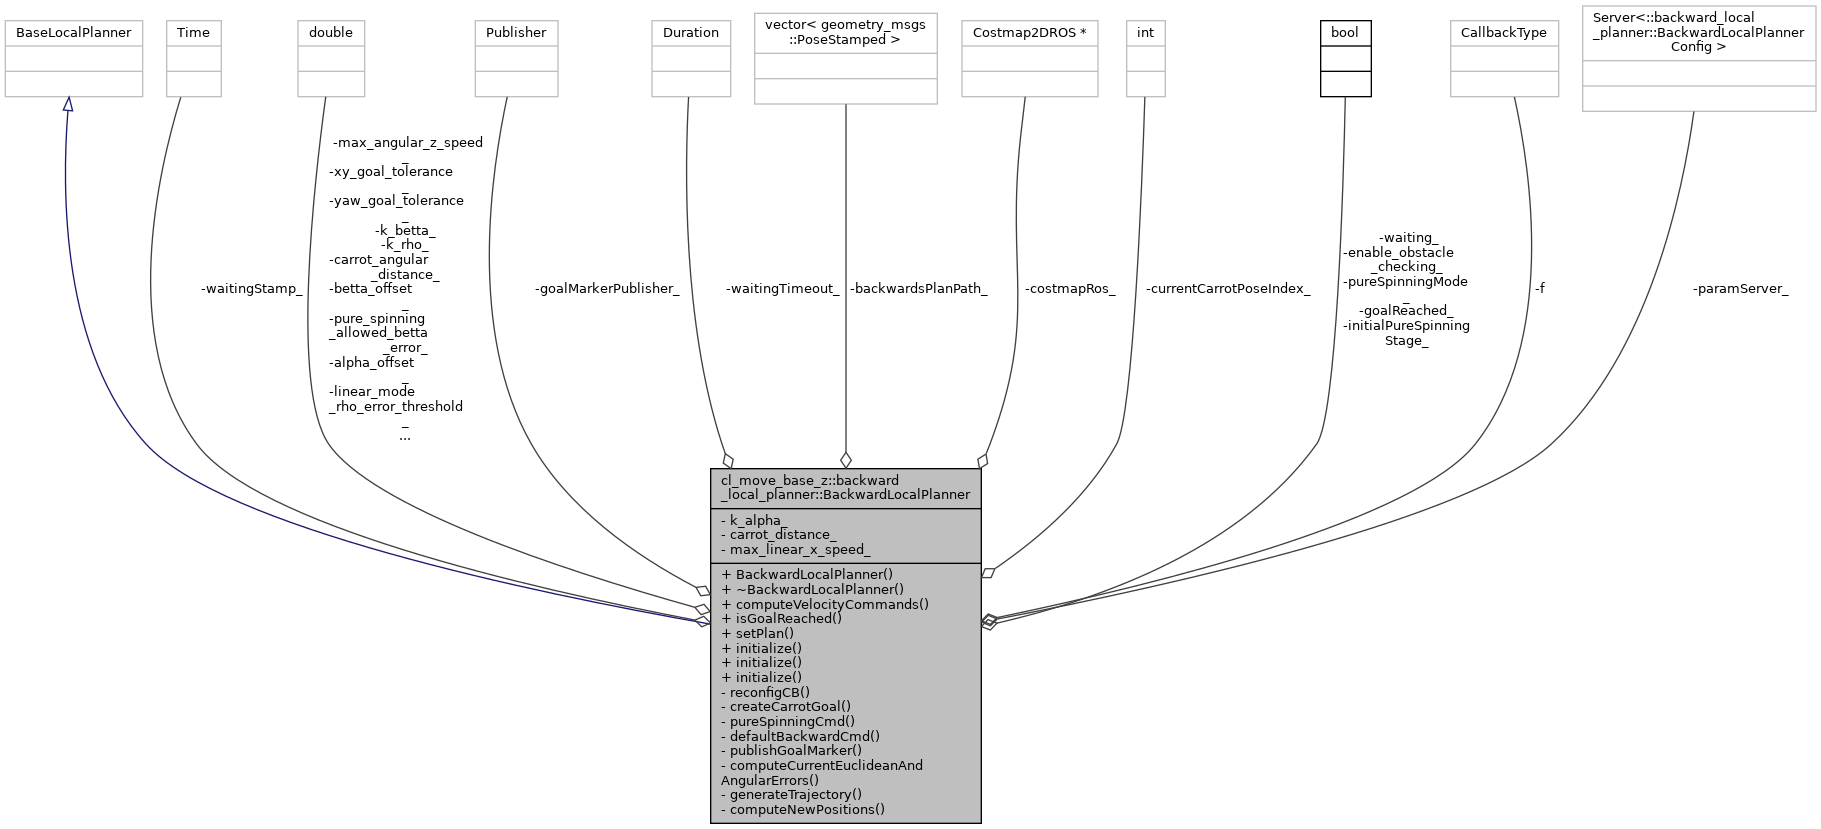 BaseLocalPlanner
Time
double
Publisher
Duration
vector< geometry_msgs
::PoseStamped >
Costmap2DROS *
int
bool
CallbackType
Server<::backward_local
_planner::BackwardLocalPlanner
Config >
-waitingStamp_
-max_angular_z_speed
_
-xy_goal_tolerance
_
-yaw_goal_tolerance
_
-k_betta_
-k_rho_
-carrot_angular
_distance_
-betta_offset
_
-pure_spinning
_allowed_betta
_error_
-alpha_offset
_
-linear_mode
_rho_error_threshold
_
...
-goalMarkerPublisher_
-waitingTimeout_
-backwardsPlanPath_
-costmapRos_
-currentCarrotPoseIndex_
-waiting_
-enable_obstacle
_checking_
-pureSpinningMode
_
-goalReached_
-initialPureSpinning
Stage_
-f
-paramServer_
cl_move_base_z::backward
_local_planner::BackwardLocalPlanner
- k_alpha_
- carrot_distance_
- max_linear_x_speed_
+ BackwardLocalPlanner()
+ ~BackwardLocalPlanner()
+ computeVelocityCommands()
+ isGoalReached()
+ setPlan()
+ initialize()
+ initialize()
+ initialize()
- reconfigCB()
- createCarrotGoal()
- pureSpinningCmd()
- defaultBackwardCmd()
- publishGoalMarker()
- computeCurrentEuclideanAnd
AngularErrors()
- generateTrajectory()
- computeNewPositions()